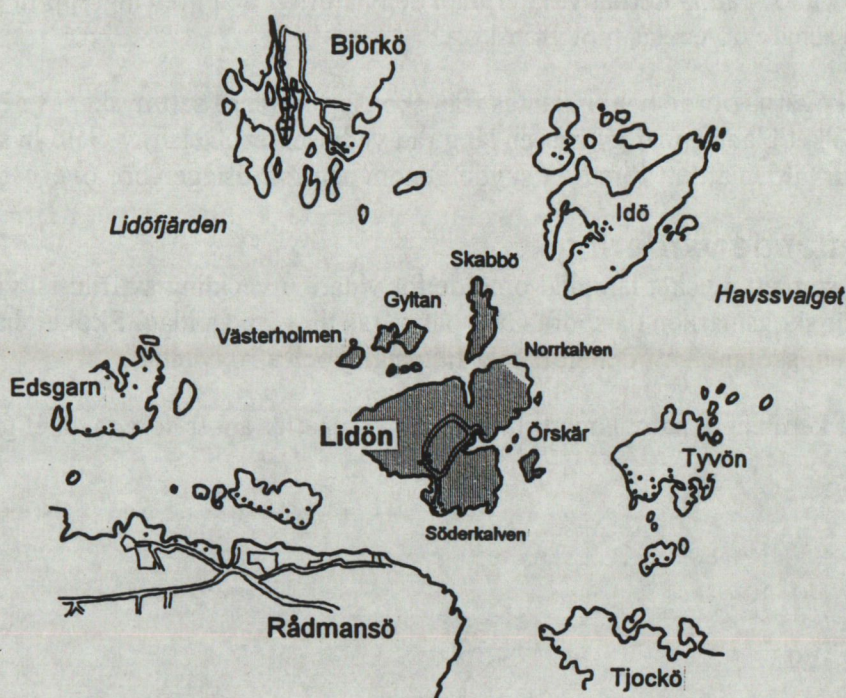 Björkö
Idö
Lidöfjärden
Skabbö
Havssvalget
Gyltan
Västerholmen
Norrkalven
Edsgarn
Lidön
Örskär
Tyvön
Söderkalven
Rådmansö
Tjockö